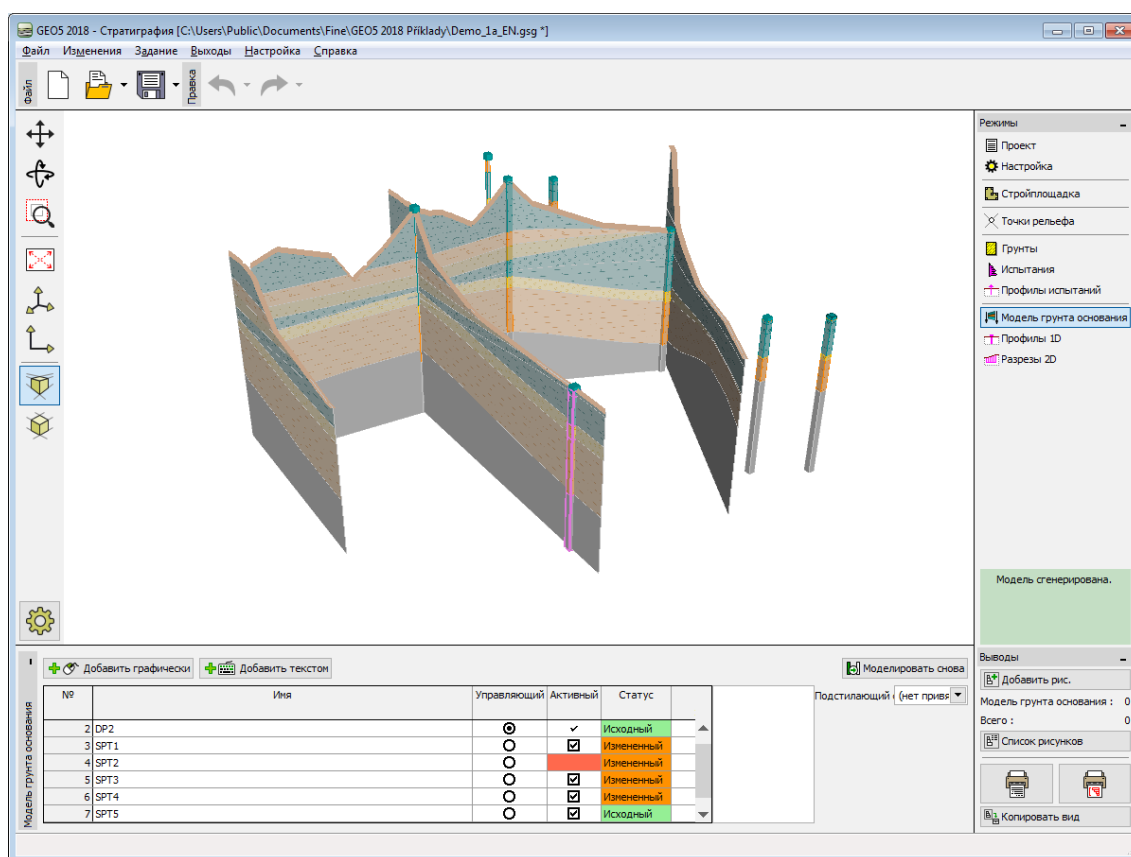 GEO5 2018 - Стратиграфия [C:\Users\Public\Documents\Fine\GEO5 2018 Příklady\Demo_1a_EN.gsg *]
Файл Изменения Задание Выходы Настройка Справка
Файл
Правка
Режимы
Проект
Настройка
Стройплощадка
Точки рельефа
Грунты
Испытания
Профилы испытаний
Модель грунта основания
Профилы 1D
Разрезы 2D
Модель сгенерирована.
Модель грунта основания
Добавить графически Добавить текстом Моделировать снова
№ Имя Управляющий Активный Статус
Подстилающий (нет привя
2 DP2 Исходный
3 SPT1 Измененный
4 SPT2 Измененный
5 SPT3 Измененный
6 SPT4 Измененный
7 SPT5 Исходный
Выводы
Добавить рис.
Модель грунта основания : 0
Всего : 0
Список рисунков
Копировать вид